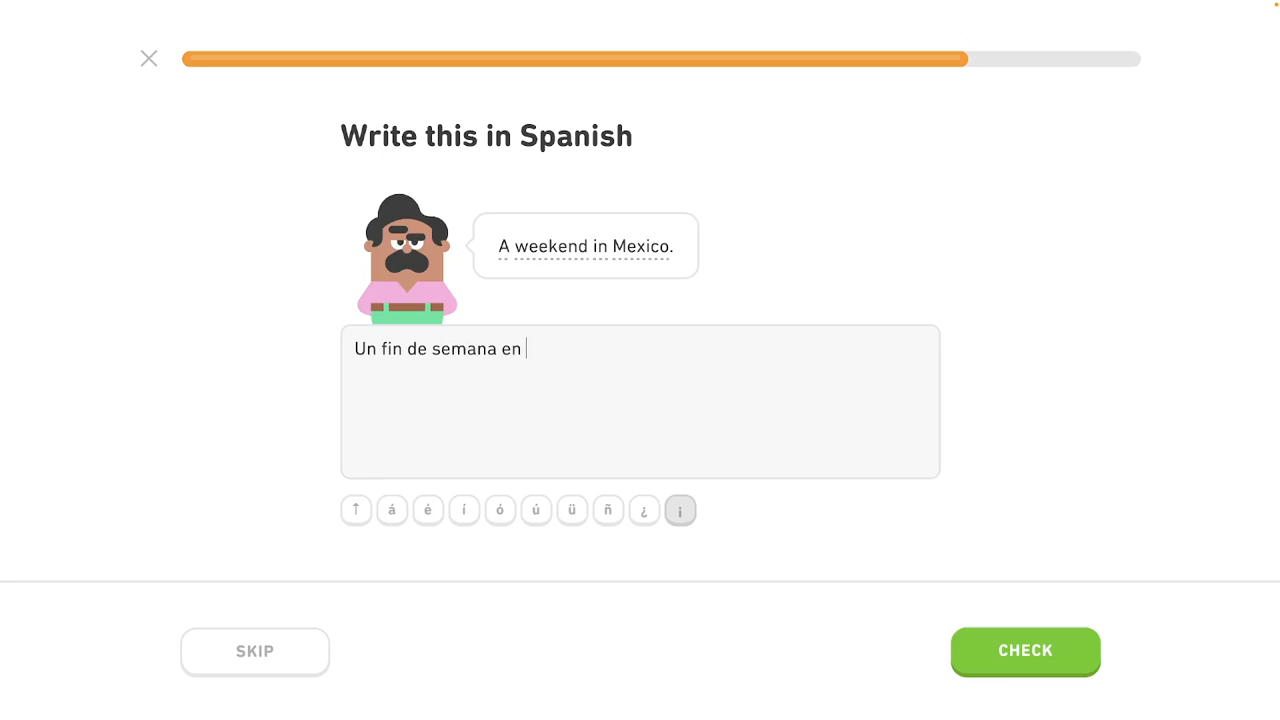 Write this in Spanish
A weekend in Mexico.
Un fin de semana en
↑ á é í ó ú ü ñ ¿ ¡
SKIP
CHECK